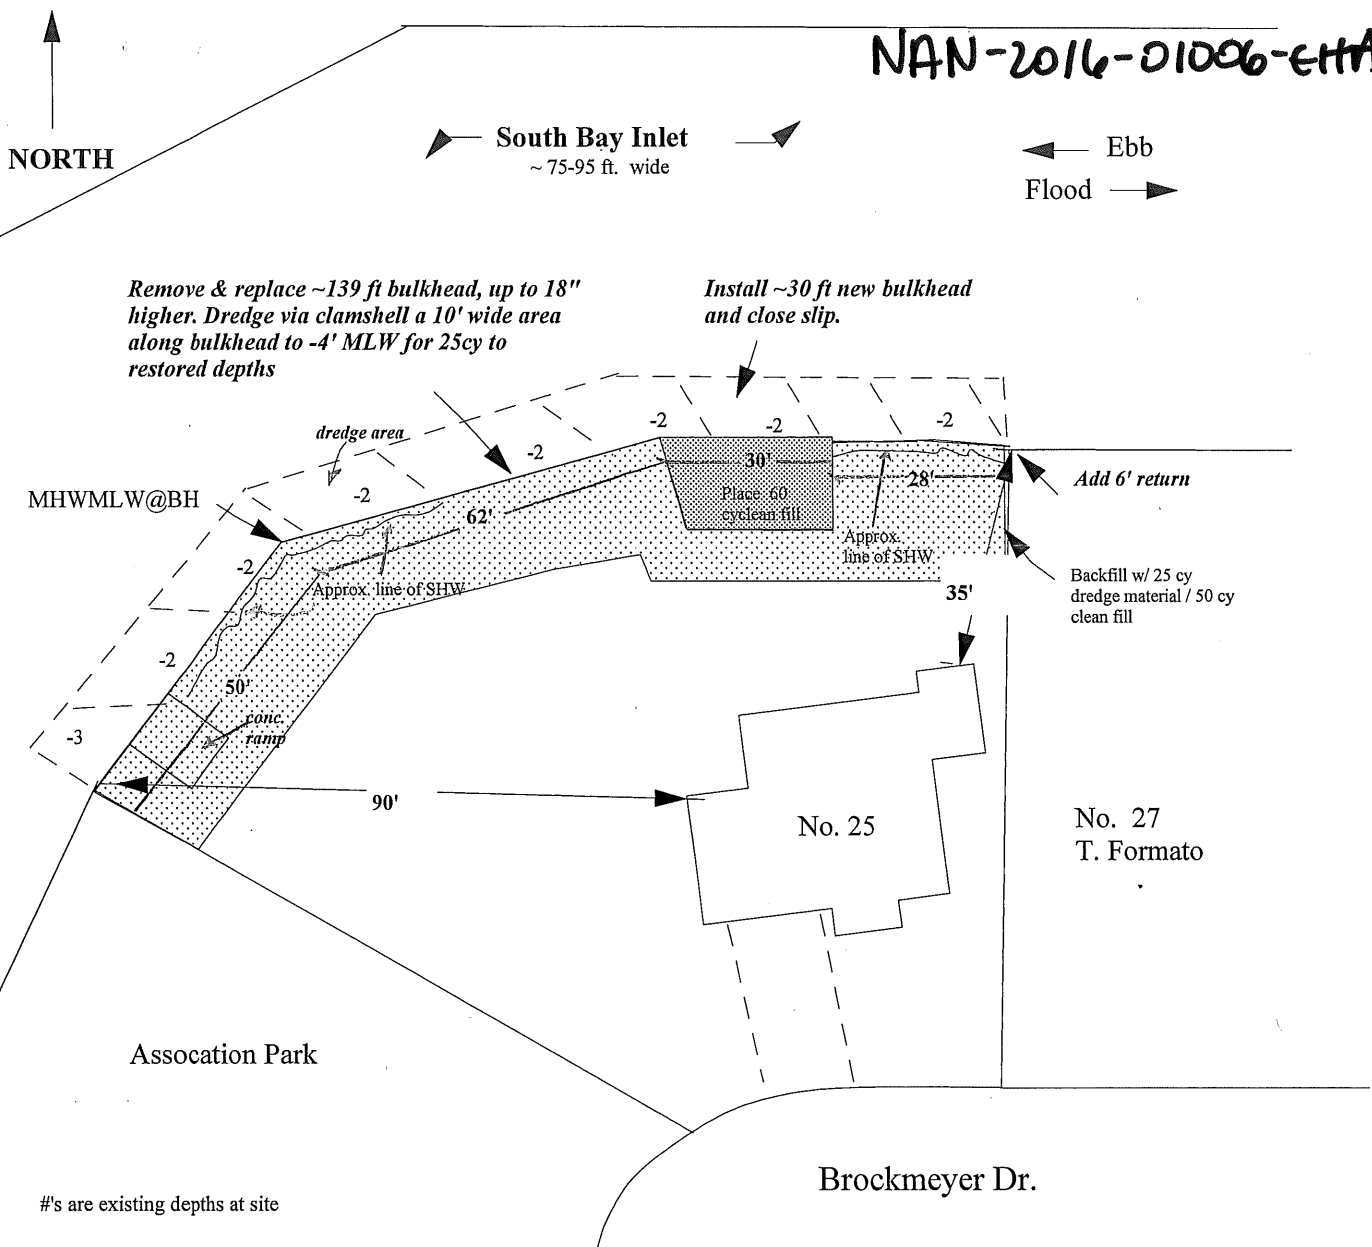 NAN-2016-01006-EHA
NORTH
South Bay Inlet
~ 75-95 ft. wide
Ebb
Flood
Remove & replace ~139 ft bulkhead, up to 18"
higher. Dredge via clamshell a 10' wide area
along bulkhead to -4' MLW for 25cy to
restored depths
Install ~30 ft new bulkhead
and close slip.
dredge area
-2
-2
-2
-2
-2
MHWMLW@BH
30'
28'
Add 6' return
Place 60
cyclean fill
62'
Approx.
line of SHW
-2
Approx. line of SHW
Backfill w/ 25 cy
dredge material / 50 cy
clean fill
35'
-2
50'
conc.
ramp
-3
90'
No. 25
No. 27
T. Formato
Assocation Park
Brockmeyer Dr.
#'s are existing depths at site